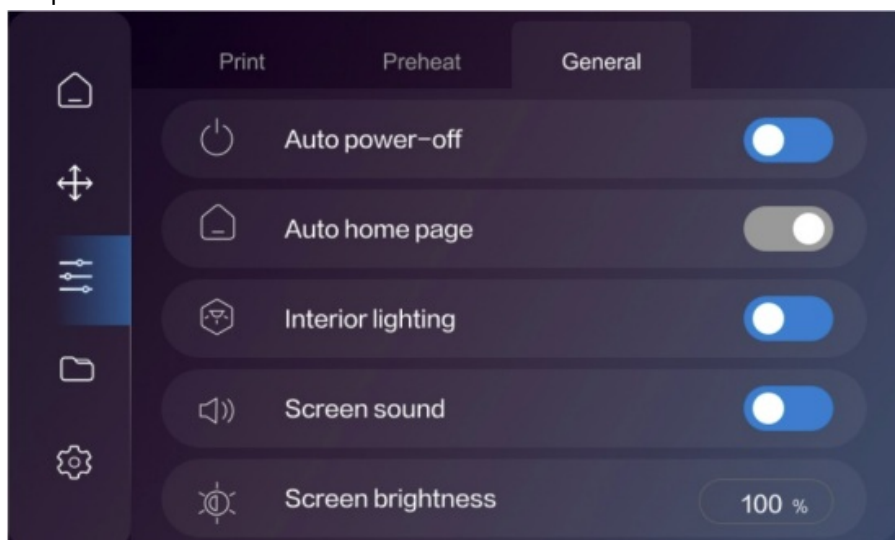 Print Preheat General
Auto power-off
Auto home page
Interior lighting
Screen sound
Screen brightness 100 %